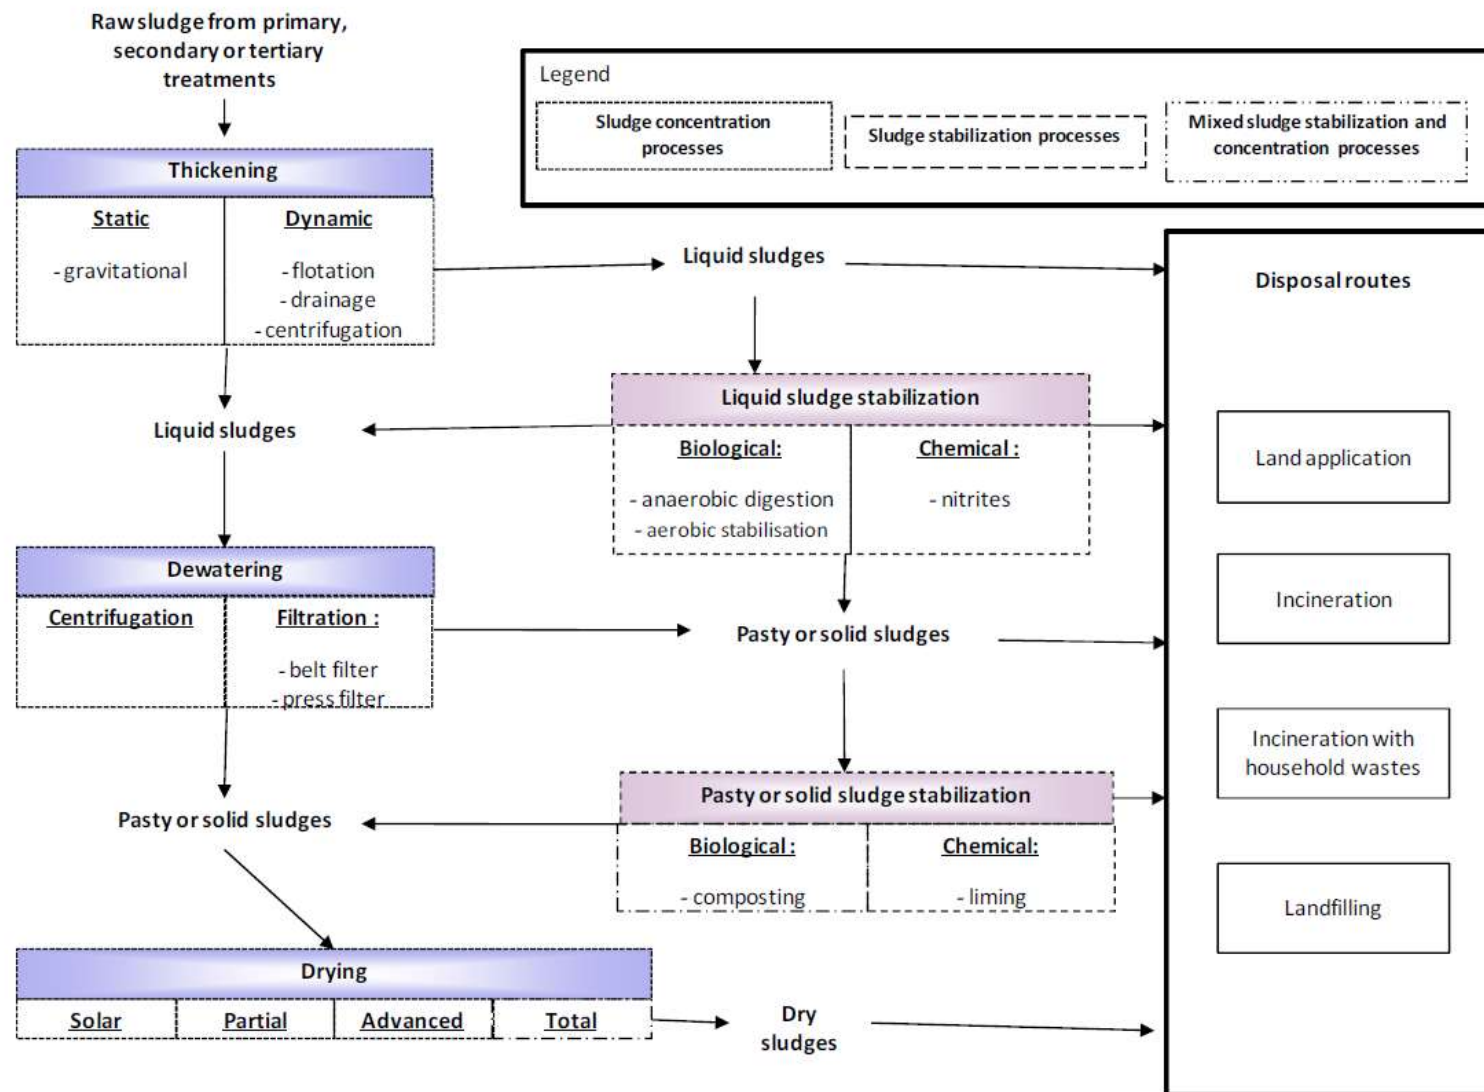 Raw sludge from primary,
secondary or tertiary
treatments
Legend
Sludge concentration
processes
Sludge stabilization processes
Mixed sludge stabilization and
concentration processes
Thickening
Static
- gravitational
Dynamic
- flotation
- drainage
- centrifugation
Liquid sludges
Disposal routes
Liquid sludge stabilization
Biological:
- anaerobic digestion
- aerobic stabilisation
Chemical :
- nitrites
Liquid sludges
Land application
Dewatering
Centrifugation
Filtration :
- belt filter
- press filter
Pasty or solid sludges
Incineration
Incineration with
household wastes
Pasty or solid sludge stabilization
Biological :
- composting
Chemical:
- liming
Pasty or solid sludges
Landfilling
Drying
Solar
Partial
Advanced
Total
Dry
sludges